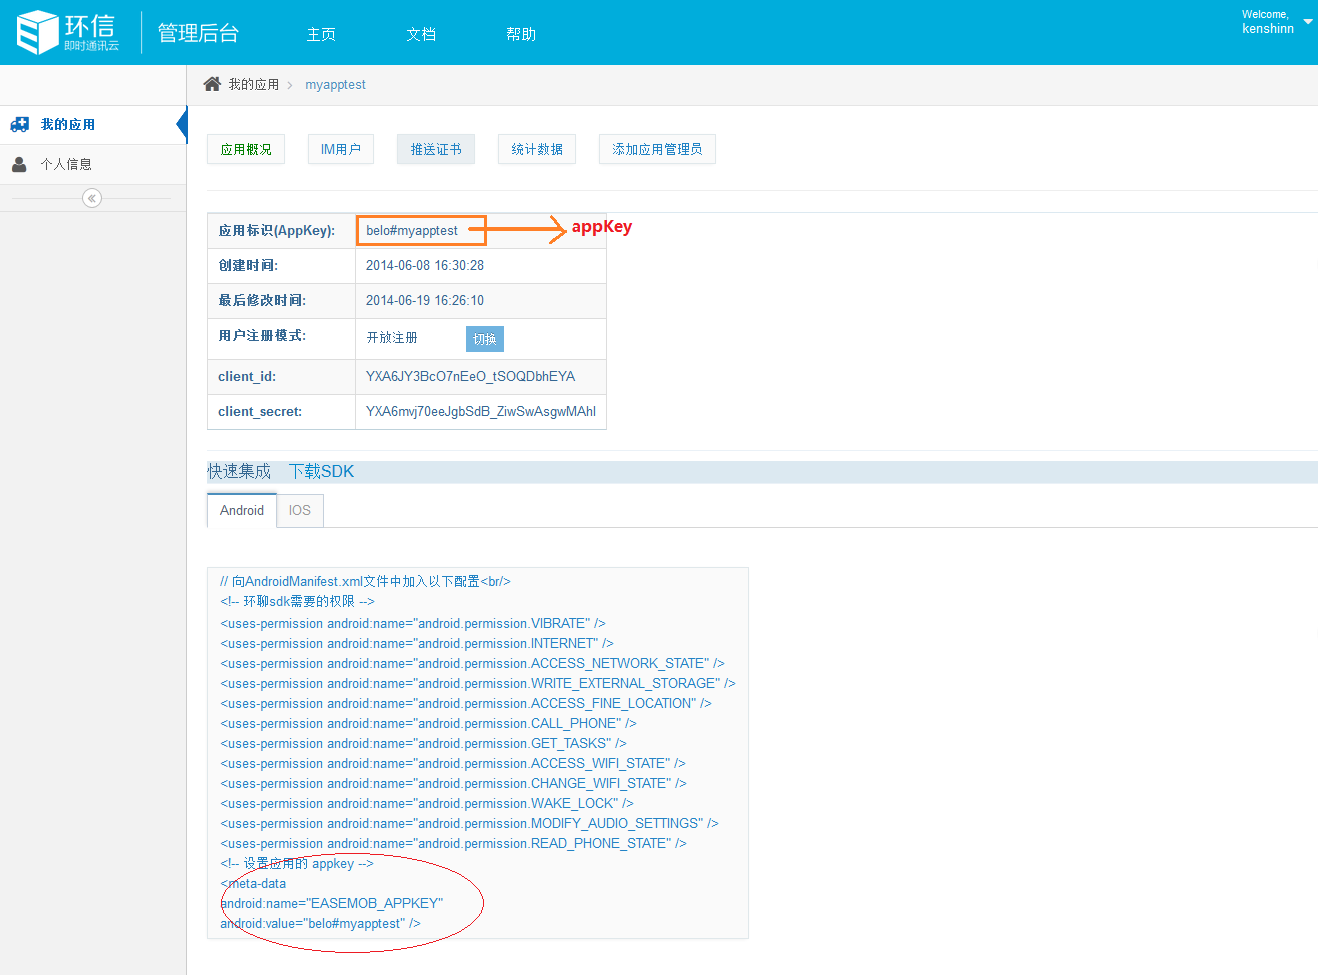 环信
即时通讯云
管理后台
主页
文档
帮助
Welcome,
kenshinn
我的应用
myapptest
我的应用
个人信息
应用概况
IM用户
推送证书
统计数据
添加应用管理员
应用标识(AppKey):
belo#myapptest
appKey
创建时间:
2014-06-08 16:30:28
最后修改时间:
2014-06-19 16:26:10
用户注册模式:
开放注册
切换
client_id:
YXA6JY3BcO7nEeO_tSOQDbhEYA
client_secret:
YXA6mvj70eeJgbSdB_ZiwSwAsgwMAhI
快速集成 下载SDK
Android
IOS
// 向AndroidManifest.xml文件中加入以下配置<br/>
<!-- 环聊sdk需要的权限 -->
<uses-permission android:name="android.permission.VIBRATE" />
<uses-permission android:name="android.permission.INTERNET" />
<uses-permission android:name="android.permission.ACCESS_NETWORK_STATE" />
<uses-permission android:name="android.permission.WRITE_EXTERNAL_STORAGE" />
<uses-permission android:name="android.permission.ACCESS_FINE_LOCATION" />
<uses-permission android:name="android.permission.CALL_PHONE" />
<uses-permission android:name="android.permission.GET_TASKS" />
<uses-permission android:name="android.permission.ACCESS_WIFI_STATE" />
<uses-permission android:name="android.permission.CHANGE_WIFI_STATE" />
<uses-permission android:name="android.permission.WAKE_LOCK" />
<uses-permission android:name="android.permission.MODIFY_AUDIO_SETTINGS" />
<uses-permission android:name="android.permission.READ_PHONE_STATE" />
<!-- 设置应用的 appkey -->
<meta-data
android:name="EASEMOB_APPKEY"
android:value="belo#myapptest" />